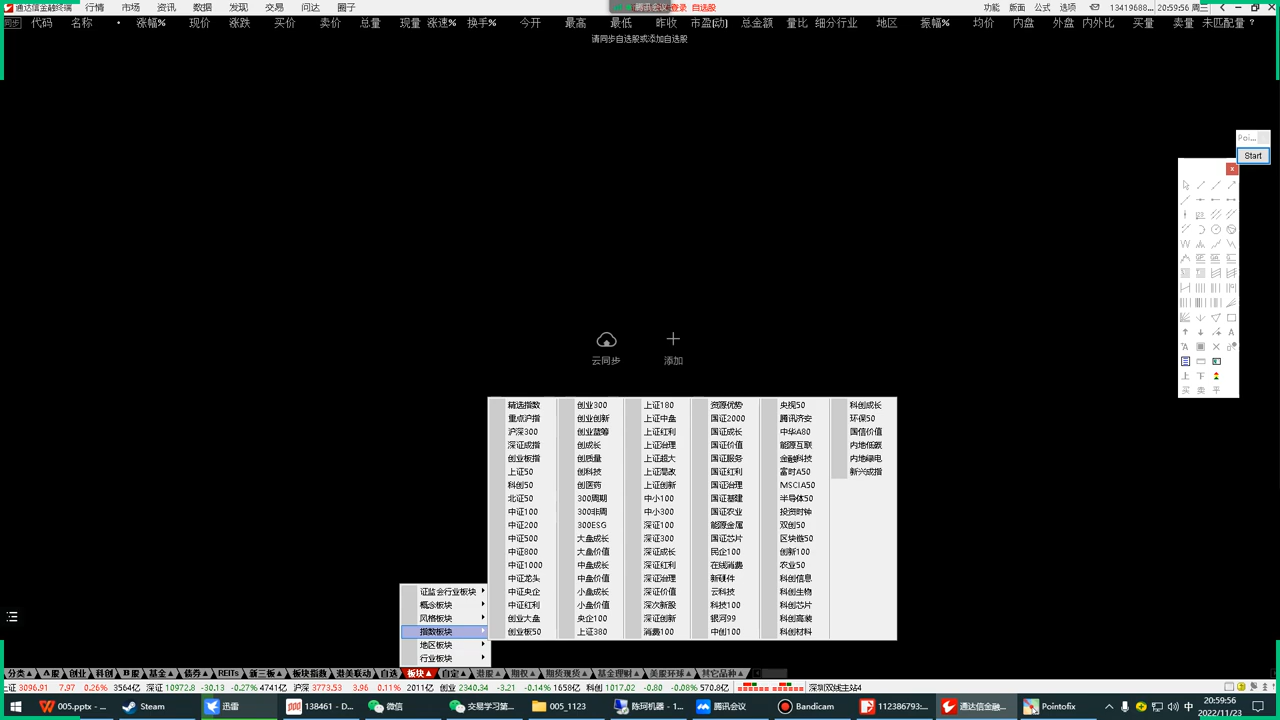 通达信金融终端 行情 市场 资讯 数据 发现 交易 问达 圈子 腾讯会议 登录 自选股 功能 版面 公式 选项 13419688... 20:59:56
同步 代码 名称 涨幅% 现价 涨跌 买价 卖价 总量 现量 涨速% 换手% 今开 最高 最低 昨收 市盈(动) 总金额 量比 细分行业 地区 振幅% 均价 内盘 外盘 内外比 买量 卖量 未匹配量 ?
请同步自选股或添加自选股
Poi...
Start
云同步 添加
精选指数 创业300 上证180 资源优势 央视50 科创成长
重点沪指 创业创新 上证中盘 国证2000 腾讯济安 环保50
沪深300 创业蓝筹 上证红利 国证成长 中华A80 国信价值
深证成指 创成长 上证治理 国证价值 能源互联 内地低碳
创业板指 创质量 上证超大 国证服务 金融科技 内地绿电
上证50 创科技 上证民改 国证红利 富时A50 新兴成指
科创50 创医药 上证创新 国证治理 MSCIA50
北证50 300周期 中小100 国证基建 半导体50
中证100 300非周 中小300 国证农业 投资时钟
中证200 300ESG 深证100 能源金属 双创50
中证500 大盘成长 深证300 国证芯片 区块链50
中证800 大盘价值 深证成长 民企100 创新100
中证1000 中盘成长 深证红利 在线消费 农业50
中证龙头 中盘价值 深证治理 新硬件 科创信息
中证央企 小盘成长 深证价值 云科技 科创生物
中证红利 小盘价值 深次新股 科技100 科创芯片
创业大盘 央企100 深证创新 银河99 科创高装
创业板50 上证380 消费100 中创100 科创材料
证监会行业板块
概念板块
风格板块
指数板块
地区板块
行业板块
上 下
买 卖 平
分类 A股 创业 科创 B股 基金 债券 REITs 新三板 板块指数 港美联动 自选 板块 自定 港股 期权 期货现货 基金理财 美股环球 其它品种
上证 3096.91 7.97 0.26% 3564亿 深证 10972.8 -30.13 -0.27% 4741亿 沪深 3773.53 3.96 0.11% 2011亿 创业 2340.34 -3.21 -0.14% 1658亿 科创 1017.02 -0.80 -0.08% 570.8亿 深圳双线主站4
005.pptx - ... Steam 迅雷 138461 - D... 微信 交易学习第... 005_1123 陈珂机器 - 1... 腾讯会议 Bandicam 112386793:... 通达信金融... Pointofix 中 20:59:56
2022/11/23